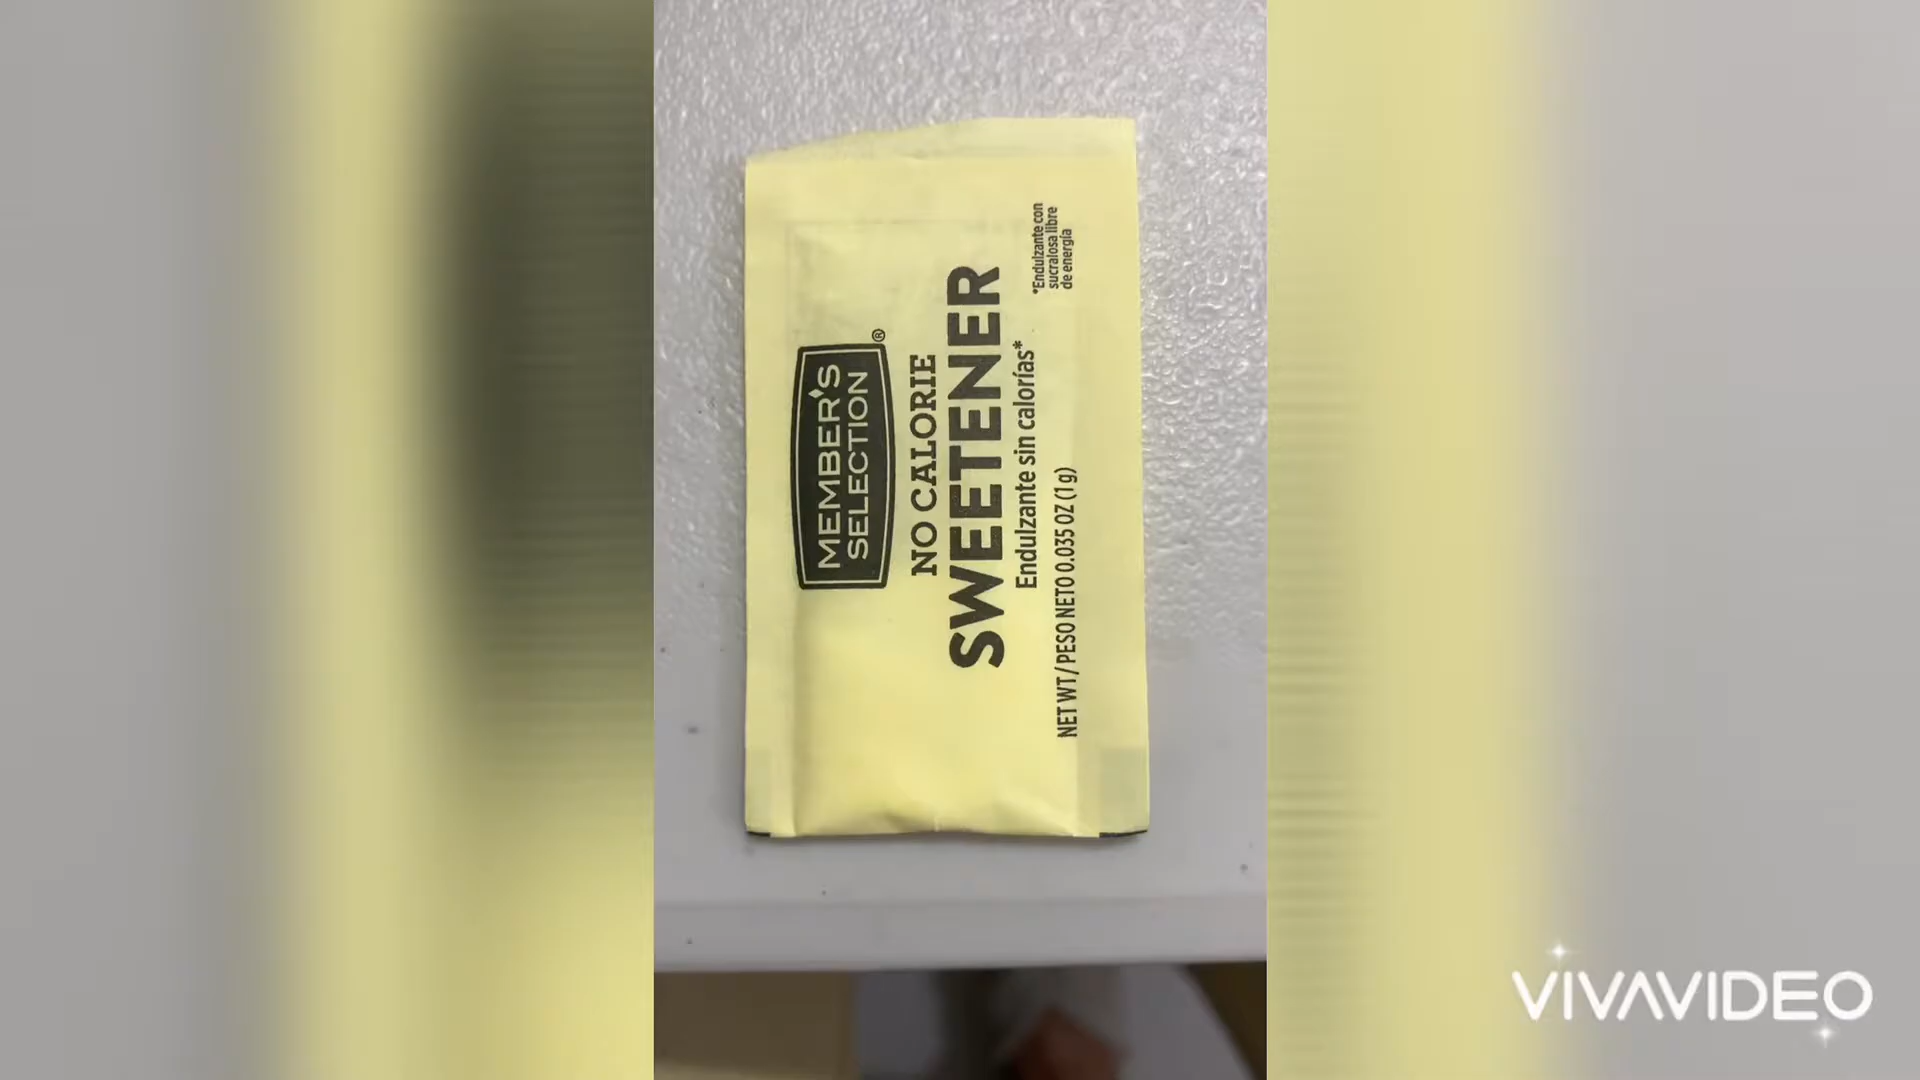 MEMBER'S
SELECTION®
NO CALORIE
SWEETENER
Endulzante sin calorías*
NET WT/PESO NETO 0.035 OZ (1g)
*Endulzante con
sucralosa libre
de energía
VIVAVIDEO